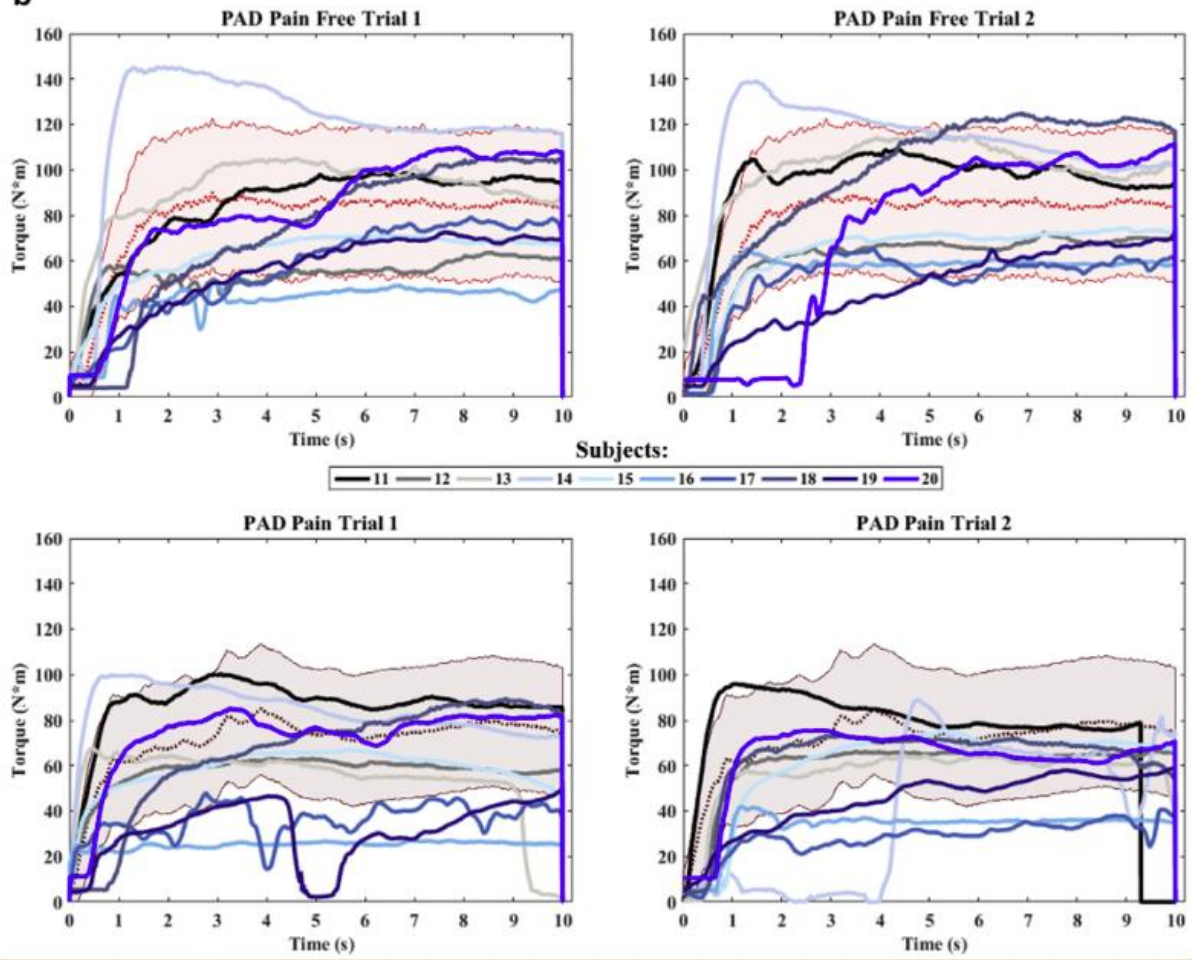 b
PAD Pain Free Trial 1
160
140
120
100
80
60
40
20
0
Torque (N*m)
0 1 2 3 4 5 6 7 8 9 10
Time (s)
PAD Pain Free Trial 2
160
140
120
100
80
60
40
20
0
Torque (N*m)
0 1 2 3 4 5 6 7 8 9 10
Time (s)
Subjects:
11 12 13 14 15 16 17 18 19 20
PAD Pain Trial 1
160
140
120
100
80
60
40
20
0
Torque (N*m)
0 1 2 3 4 5 6 7 8 9 10
Time (s)
PAD Pain Trial 2
160
140
120
100
80
60
40
20
0
Torque (N*m)
0 1 2 3 4 5 6 7 8 9 10
Time (s)